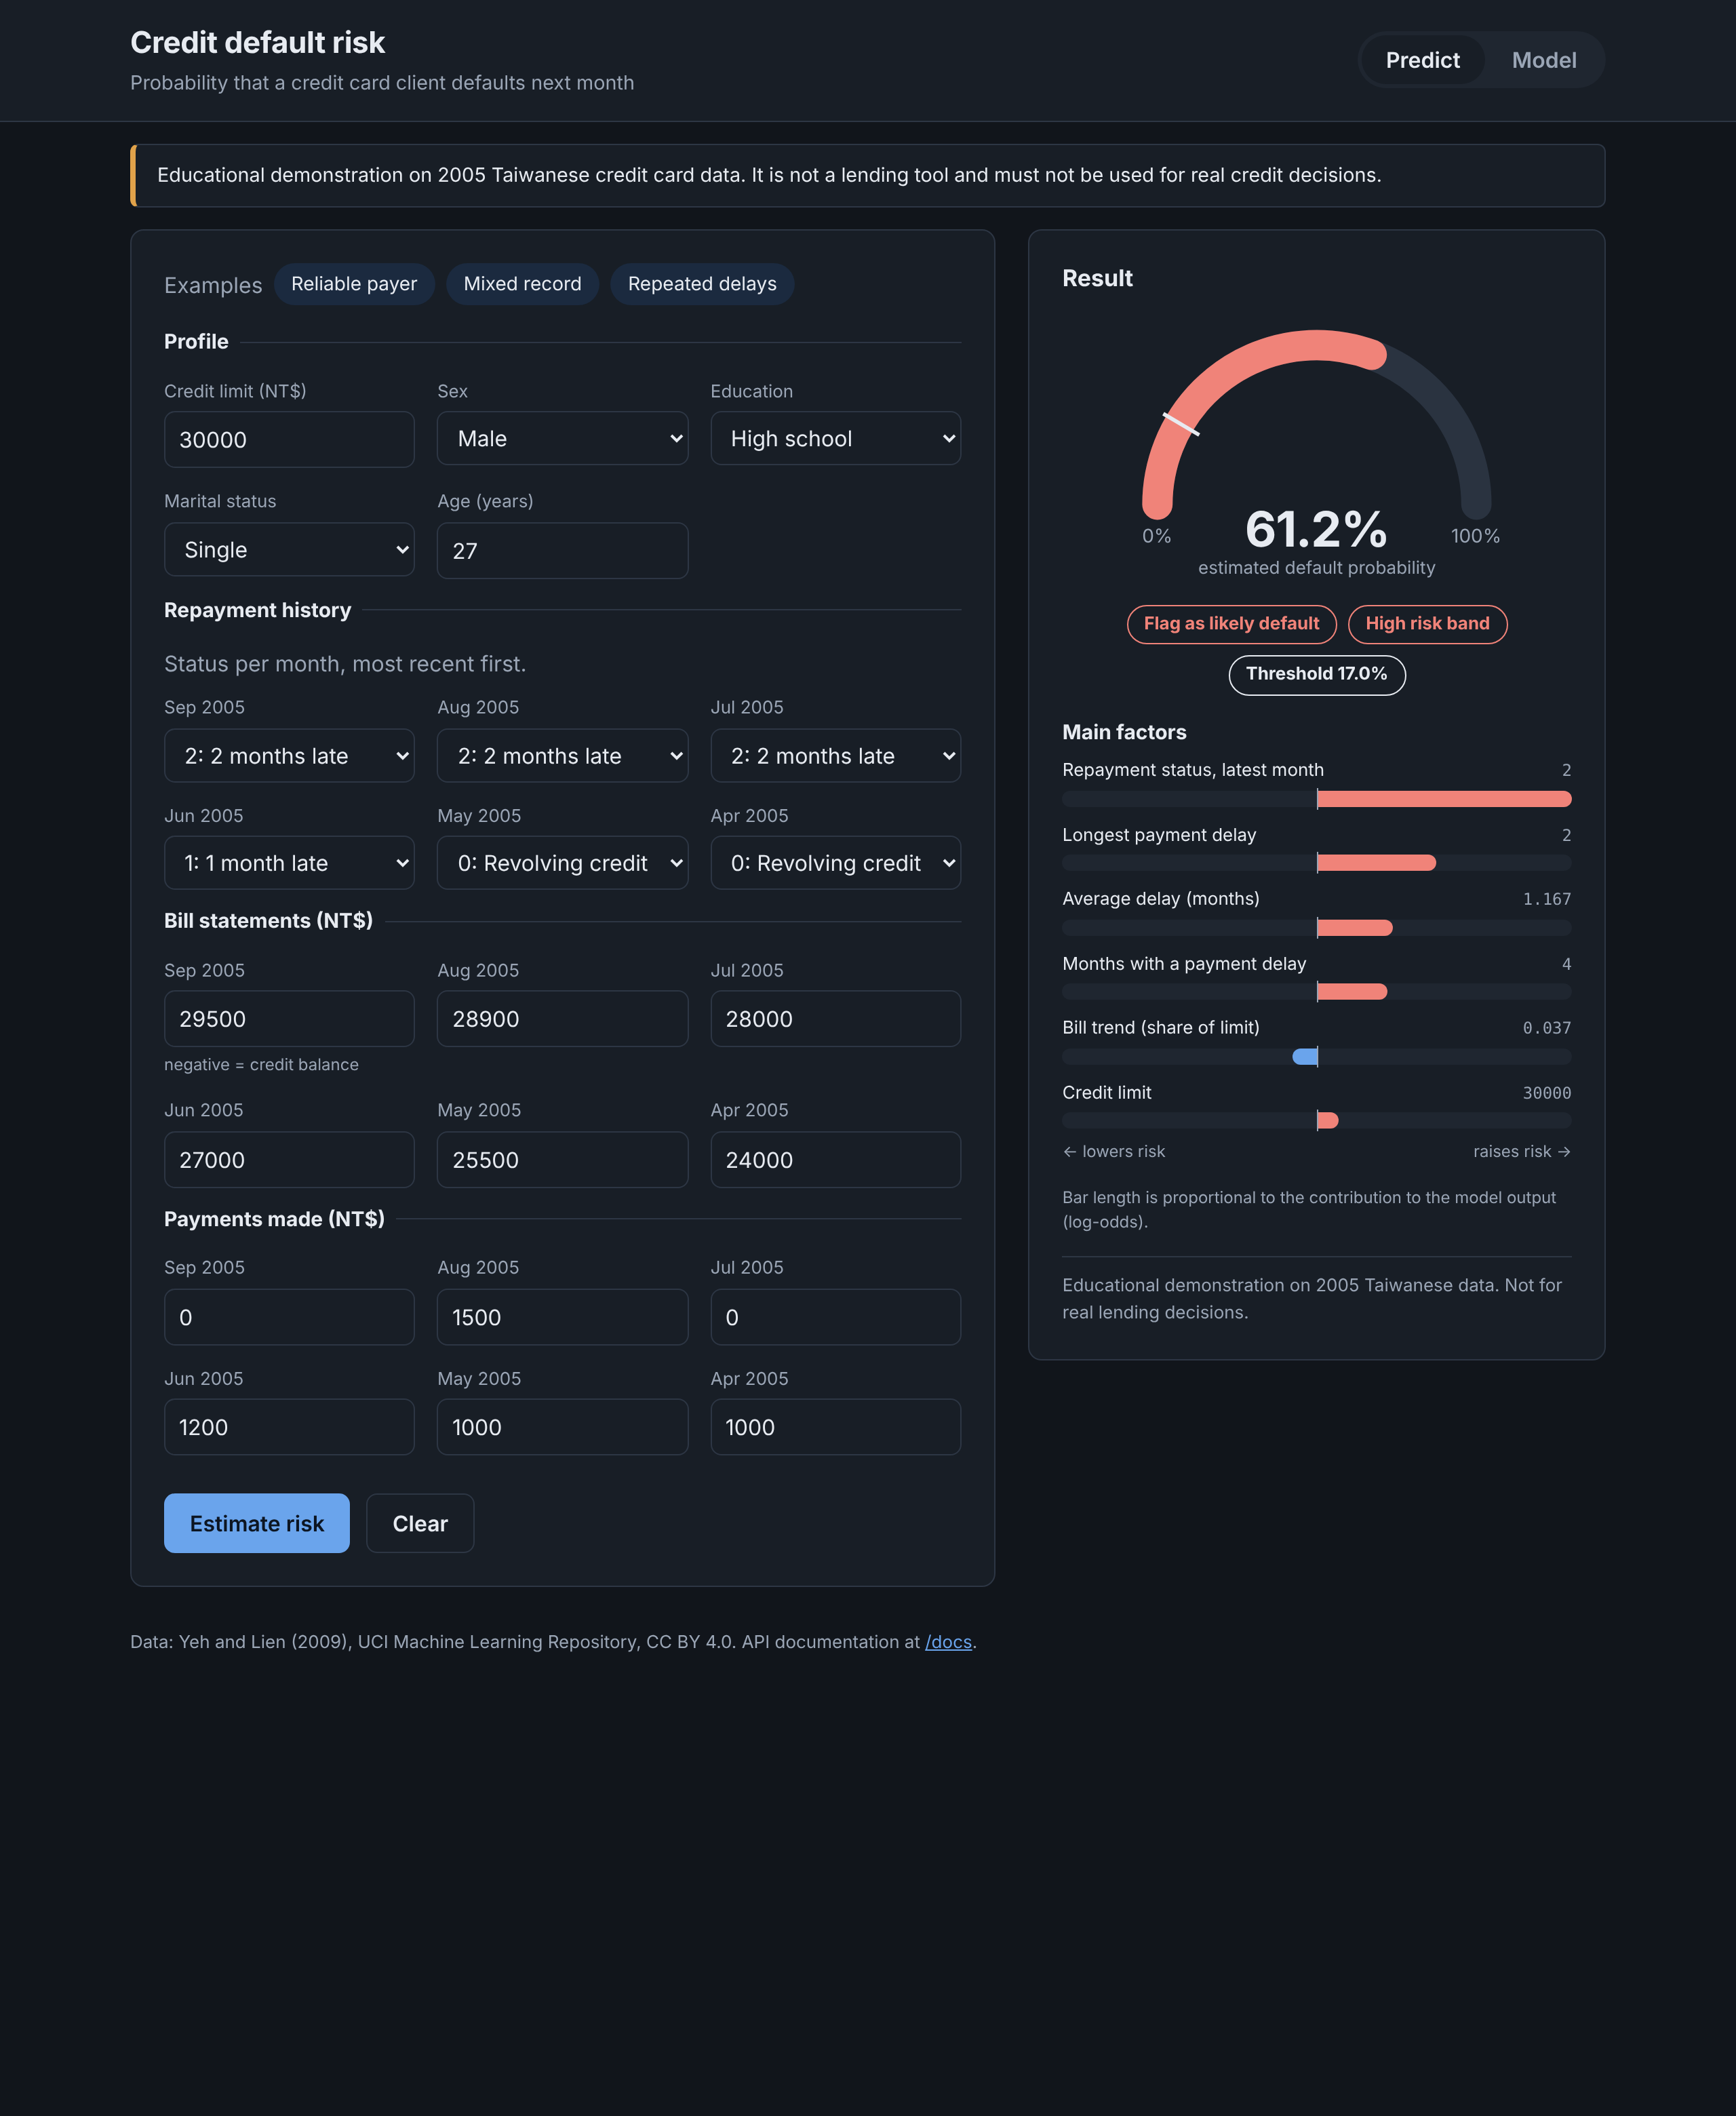 Credit default risk
Probability that a credit card client defaults next month
Predict
Model
Educational demonstration on 2005 Taiwanese credit card data. It is not a lending tool and must not be used for real credit decisions.
Examples
Reliable payer
Mixed record
Repeated delays
Profile
Credit limit (NT$)
Sex
Education
30000
Male
High school
Marital status
Age (years)
Single
27
Repayment history
Status per month, most recent first.
Sep 2005
Aug 2005
Jul 2005
2: 2 months late
2: 2 months late
2: 2 months late
Jun 2005
May 2005
Apr 2005
1: 1 month late
0: Revolving credit
0: Revolving credit
Bill statements (NT$)
Sep 2005
Aug 2005
Jul 2005
29500
28900
28000
negative = credit balance
Jun 2005
May 2005
Apr 2005
27000
25500
24000
Payments made (NT$)
Sep 2005
Aug 2005
Jul 2005
0
1500
0
Jun 2005
May 2005
Apr 2005
1200
1000
1000
Estimate risk
Clear
Result
0%
61.2%
100%
estimated default probability
Flag as likely default
High risk band
Threshold 17.0%
Main factors
Repayment status, latest month
2
Longest payment delay
2
Average delay (months)
1.167
Months with a payment delay
4
Bill trend (share of limit)
0.037
Credit limit
30000
← lowers risk
raises risk →
Bar length is proportional to the contribution to the model output
(log-odds).
Educational demonstration on 2005 Taiwanese data. Not for
real lending decisions.
Data: Yeh and Lien (2009), UCI Machine Learning Repository, CC BY 4.0. API documentation at /docs.